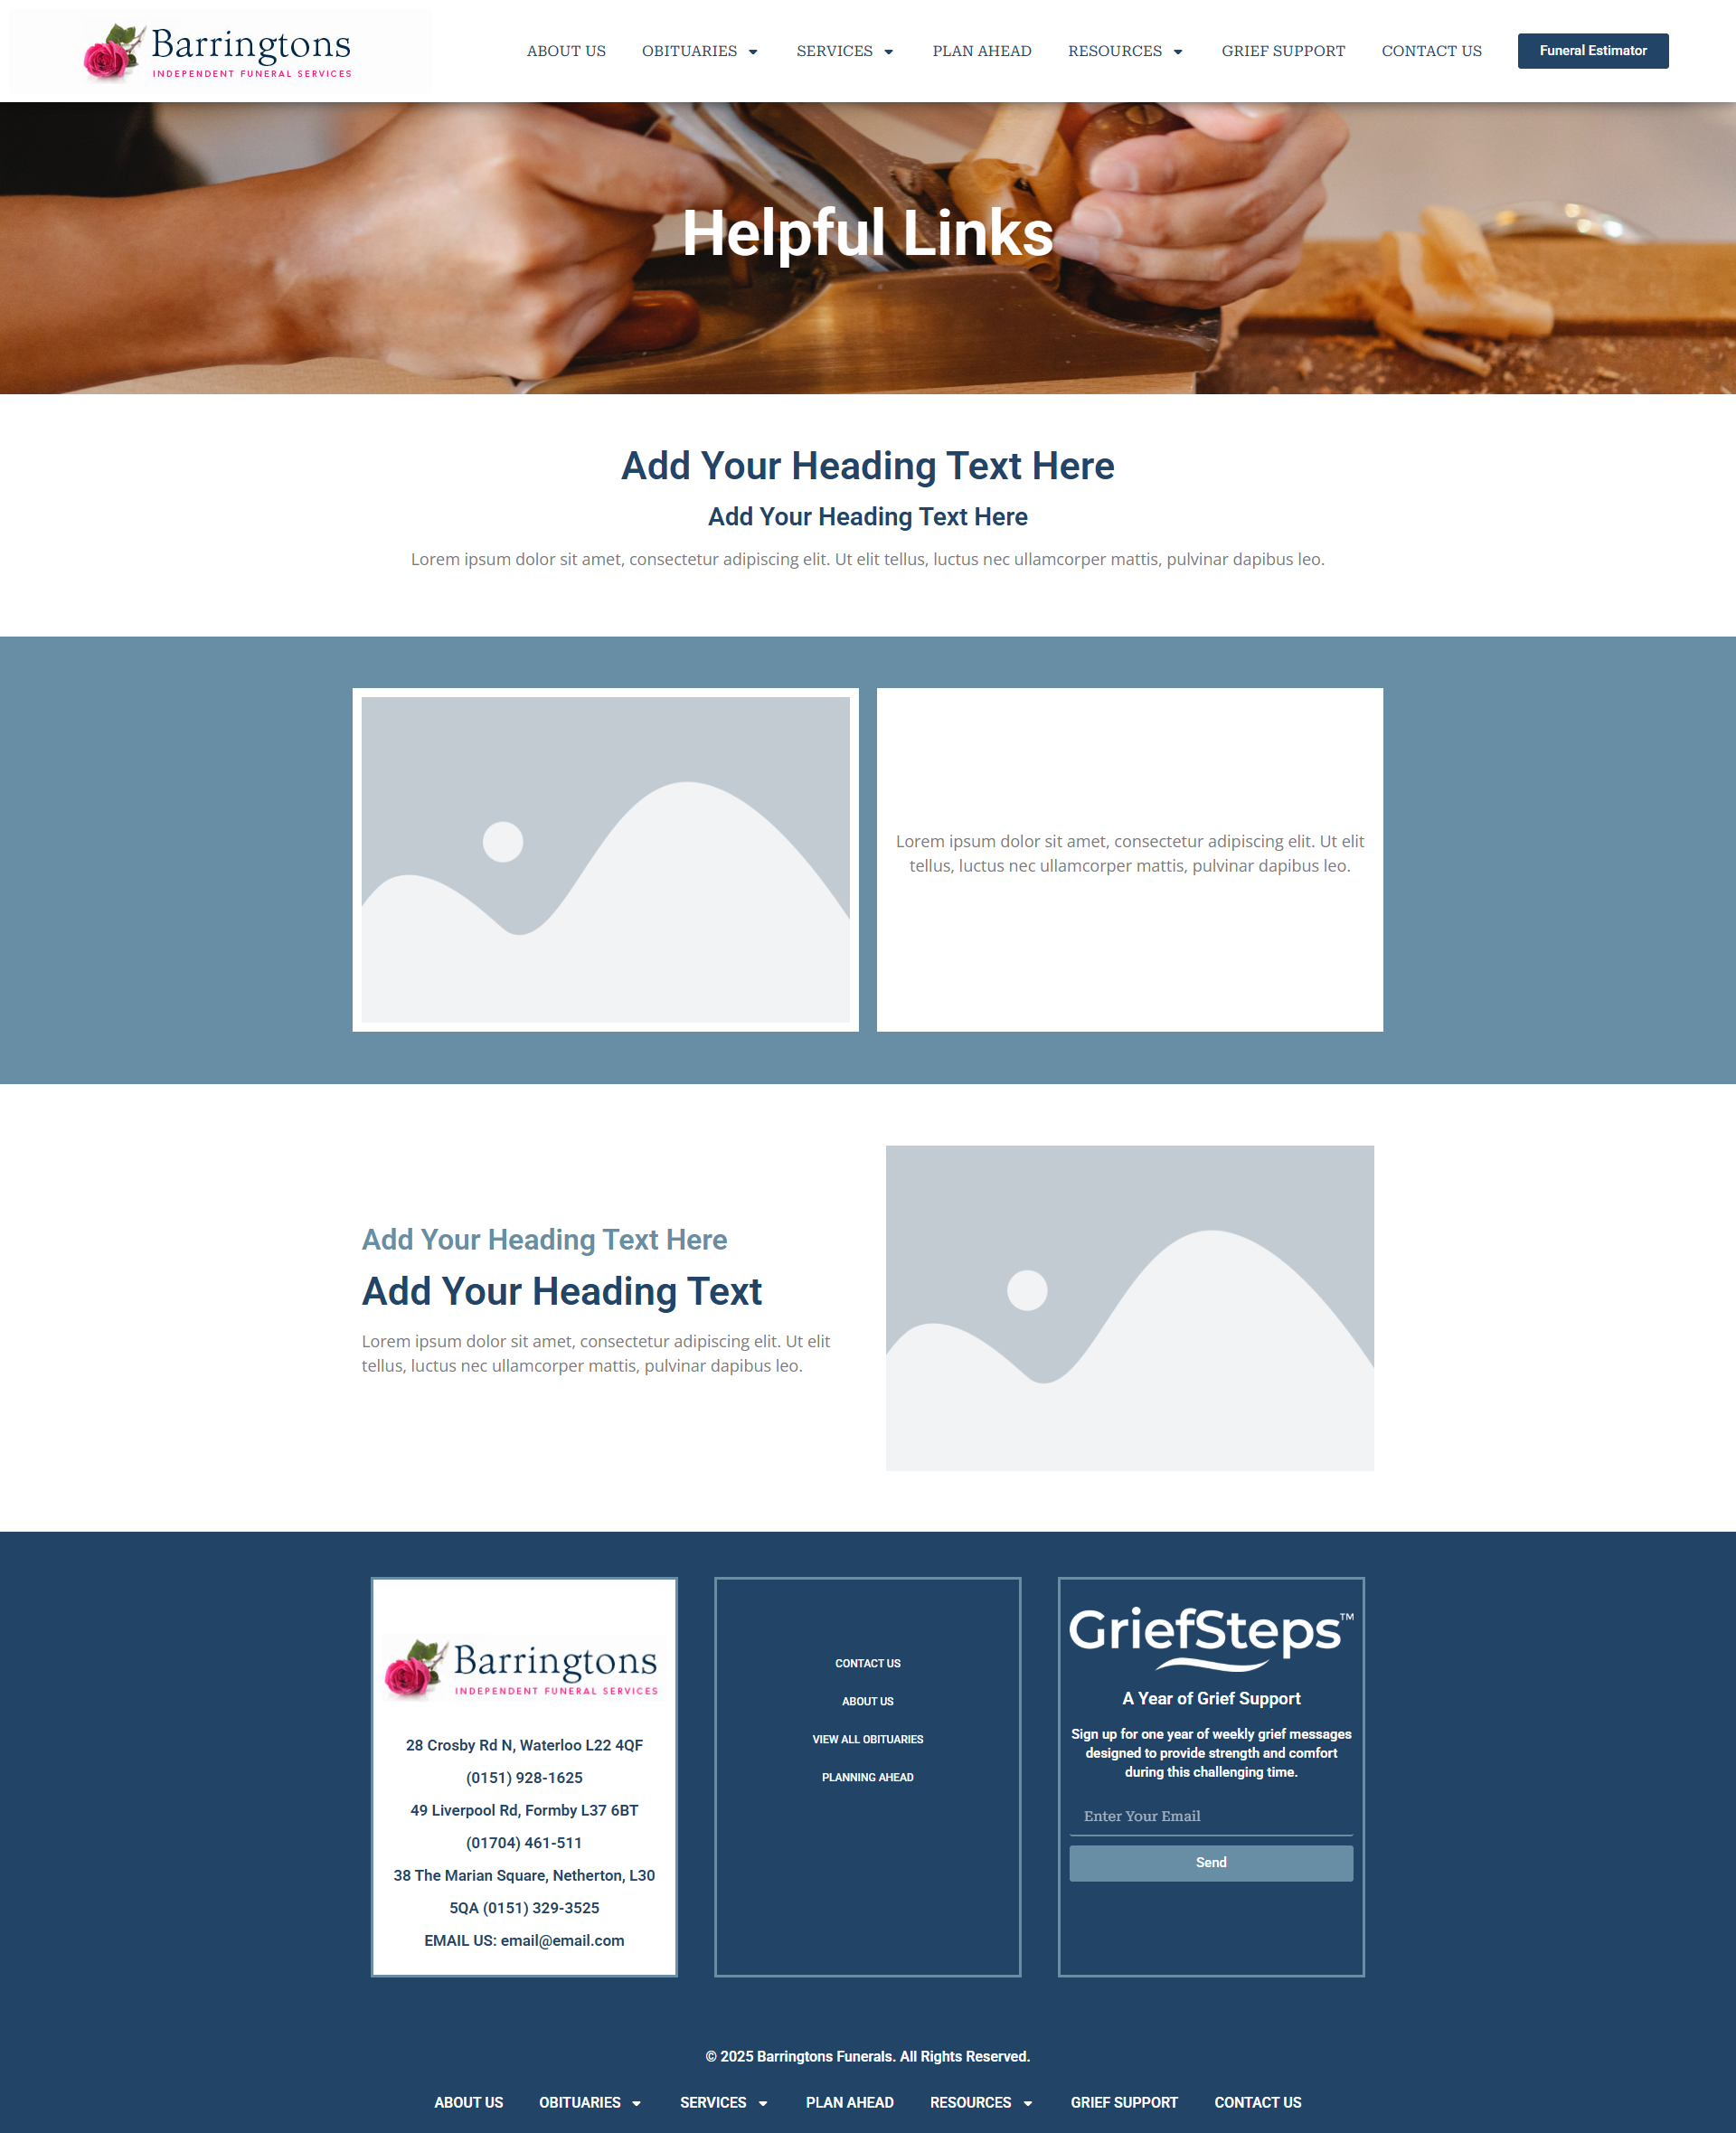 Barringtons
INDEPENDENT FUNERAL SERVICES
ABOUT US OBITUARIES SERVICES PLAN AHEAD RESOURCES GRIEF SUPPORT CONTACT US Funeral Estimator
Helpful Links
Add Your Heading Text Here
Add Your Heading Text Here
Lorem ipsum dolor sit amet, consectetur adipiscing elit. Ut elit tellus, luctus nec ullamcorper mattis, pulvinar dapibus leo.
Lorem ipsum dolor sit amet, consectetur adipiscing elit. Ut elit
tellus, luctus nec ullamcorper mattis, pulvinar dapibus leo.
Add Your Heading Text Here
Add Your Heading Text
Lorem ipsum dolor sit amet, consectetur adipiscing elit. Ut elit
tellus, luctus nec ullamcorper mattis, pulvinar dapibus leo.
Barringtons
INDEPENDENT FUNERAL SERVICES
28 Crosby Rd N, Waterloo L22 4QF
(0151) 928-1625
49 Liverpool Rd, Formby L37 6BT
(01704) 461-511
38 The Marian Square, Netherton, L30
5QA (0151) 329-3525
EMAIL US: email@email.com
CONTACT US
ABOUT US
VIEW ALL OBITUARIES
PLANNING AHEAD
GriefSteps™
A Year of Grief Support
Sign up for one year of weekly grief messages
designed to provide strength and comfort
during this challenging time.
Enter Your Email
Send
© 2025 Barringtons Funerals. All Rights Reserved.
ABOUT US OBITUARIES SERVICES PLAN AHEAD RESOURCES GRIEF SUPPORT CONTACT US